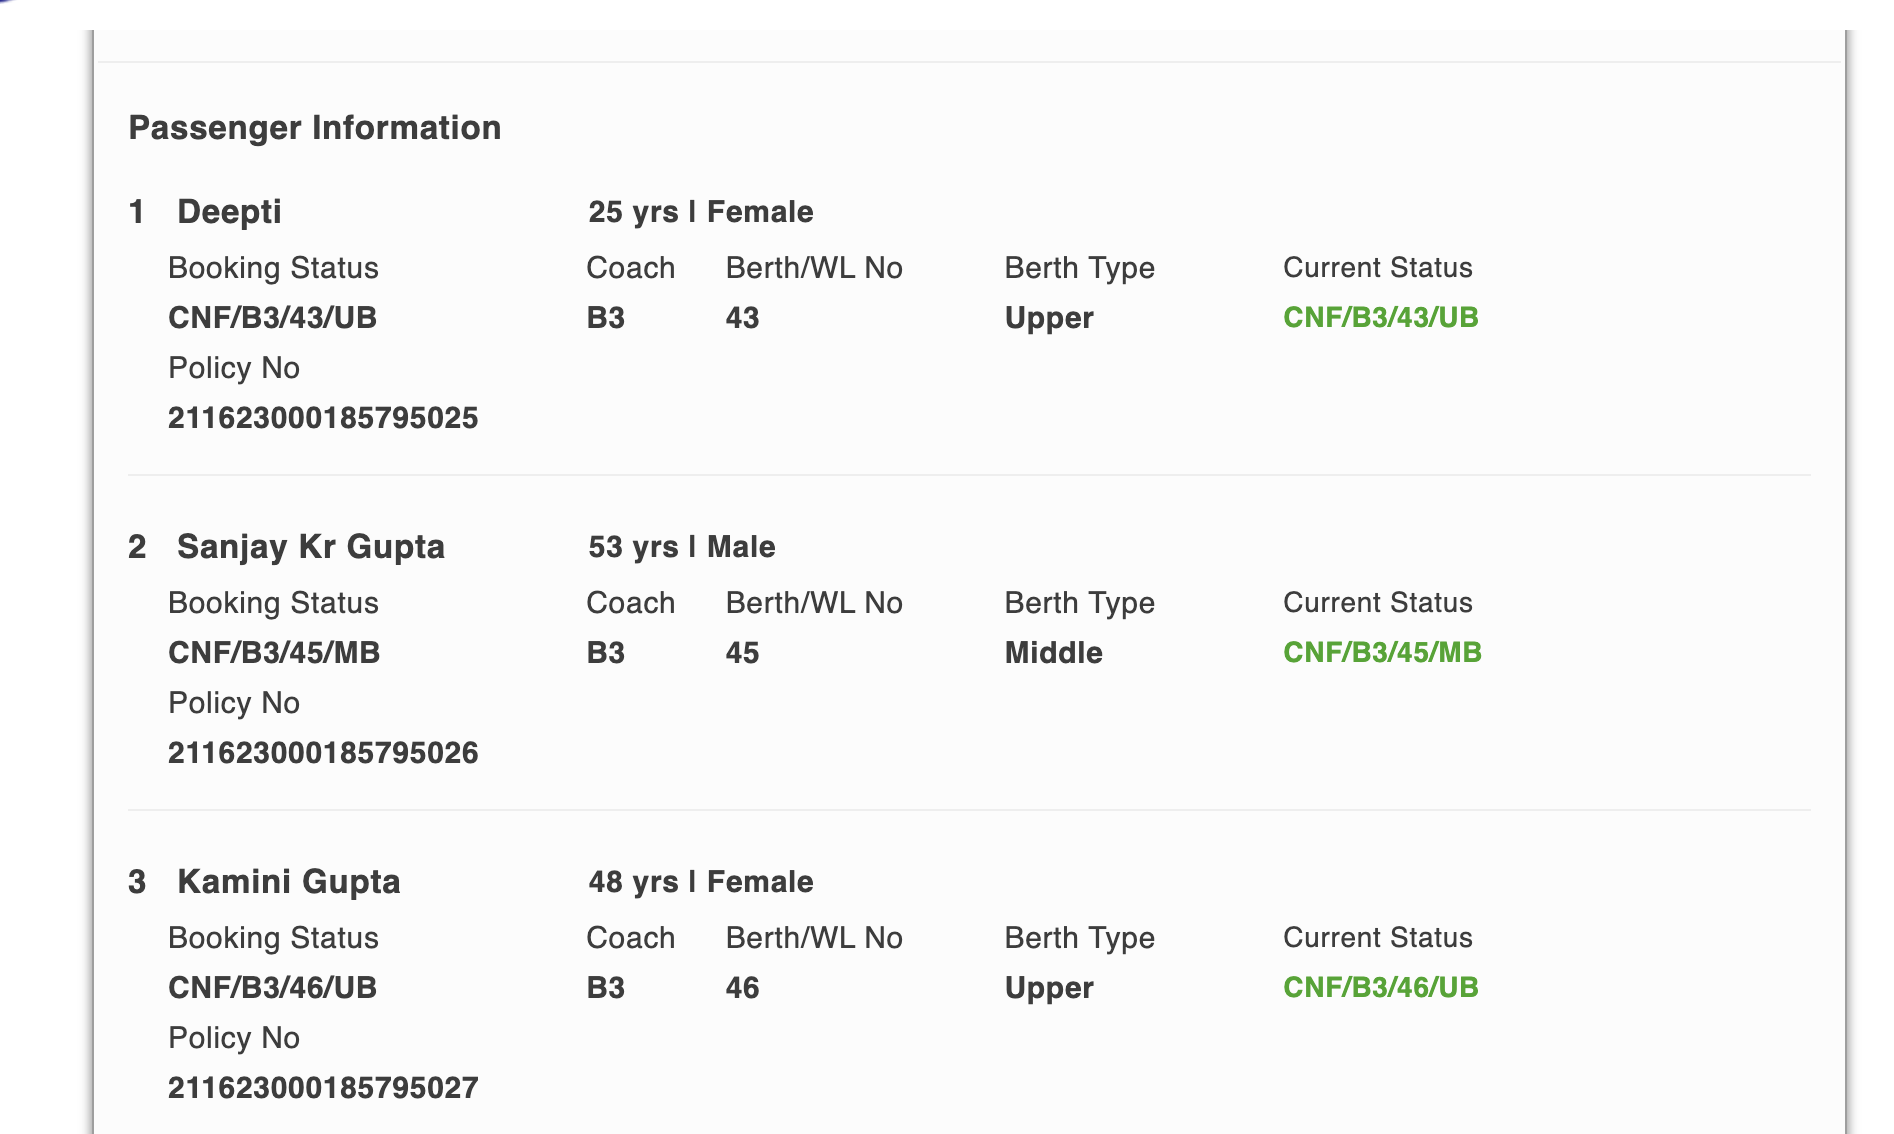 Passenger Information
1 Deepti 25 yrs | Female
Booking Status Coach Berth/WL No Berth Type Current Status
CNF/B3/43/UB B3 43 Upper CNF/B3/43/UB
Policy No
211623000185795025
2 Sanjay Kr Gupta 53 yrs | Male
Booking Status Coach Berth/WL No Berth Type Current Status
CNF/B3/45/MB B3 45 Middle CNF/B3/45/MB
Policy No
211623000185795026
3 Kamini Gupta 48 yrs | Female
Booking Status Coach Berth/WL No Berth Type Current Status
CNF/B3/46/UB B3 46 Upper CNF/B3/46/UB
Policy No
211623000185795027